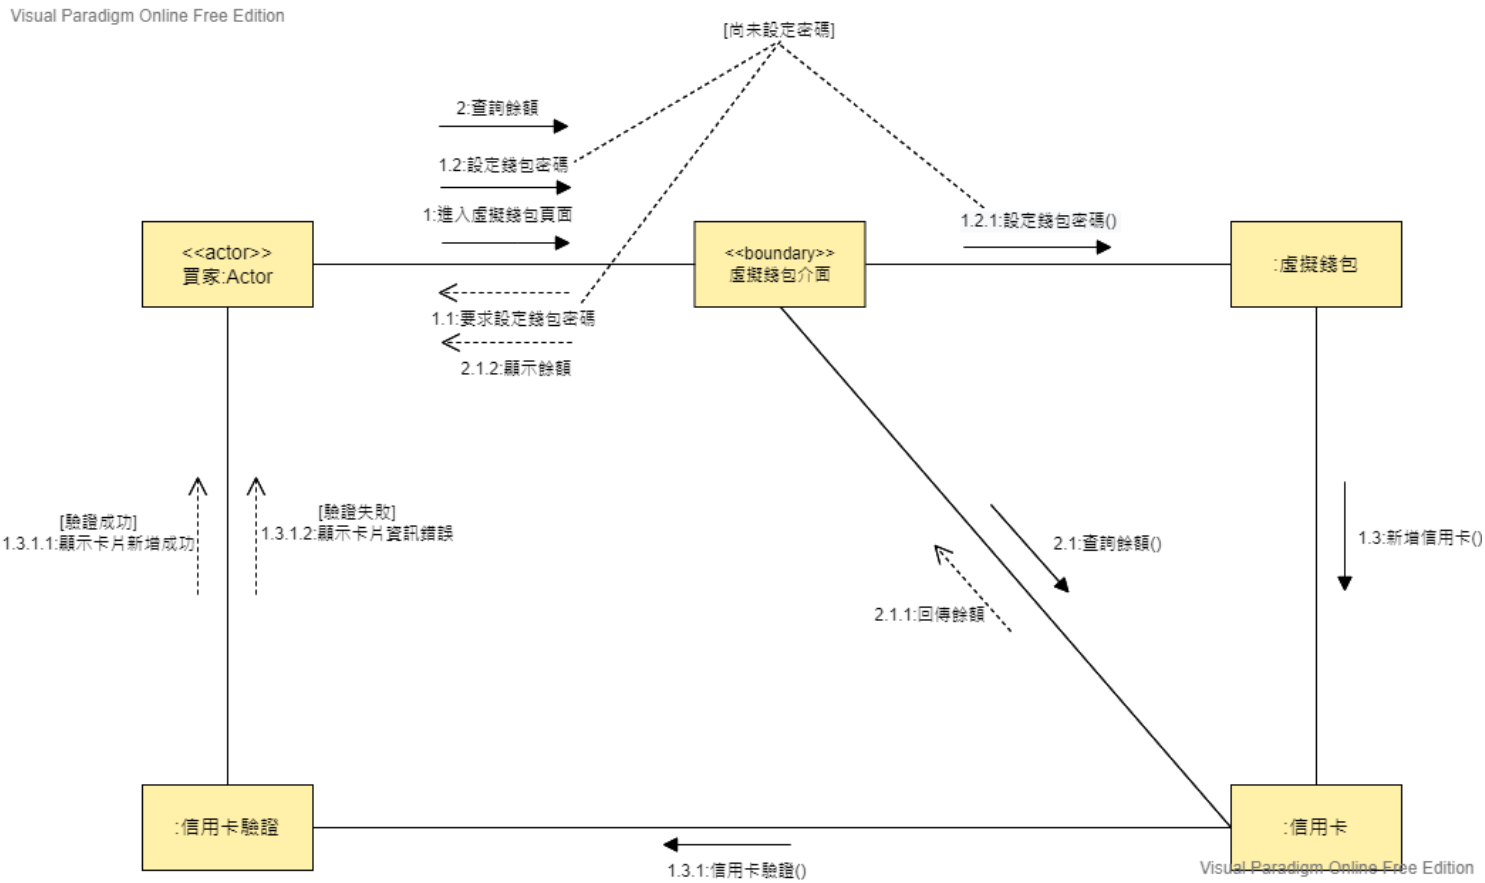 Visual Paradigm Online Free Edition
[尚未設定密碼]
2:查詢餘額
1.2:設定錢包密碼
1:進入虛擬錢包頁面
1.2.1:設定錢包密碼()
<<actor>>
買家:Actor
<<boundary>>
虛擬錢包介面
:虛擬錢包
1.1:要求設定錢包密碼
2.1.2:顯示餘額
[驗證成功]
1.3.1.1:顯示卡片新增成功
[驗證失敗]
1.3.1.2:顯示卡片資訊錯誤
2.1:查詢餘額()
1.3:新增信用卡()
2.1.1:回傳餘額
:信用卡驗證
:信用卡
1.3.1:信用卡驗證()
Visual Paradigm Online Free Edition